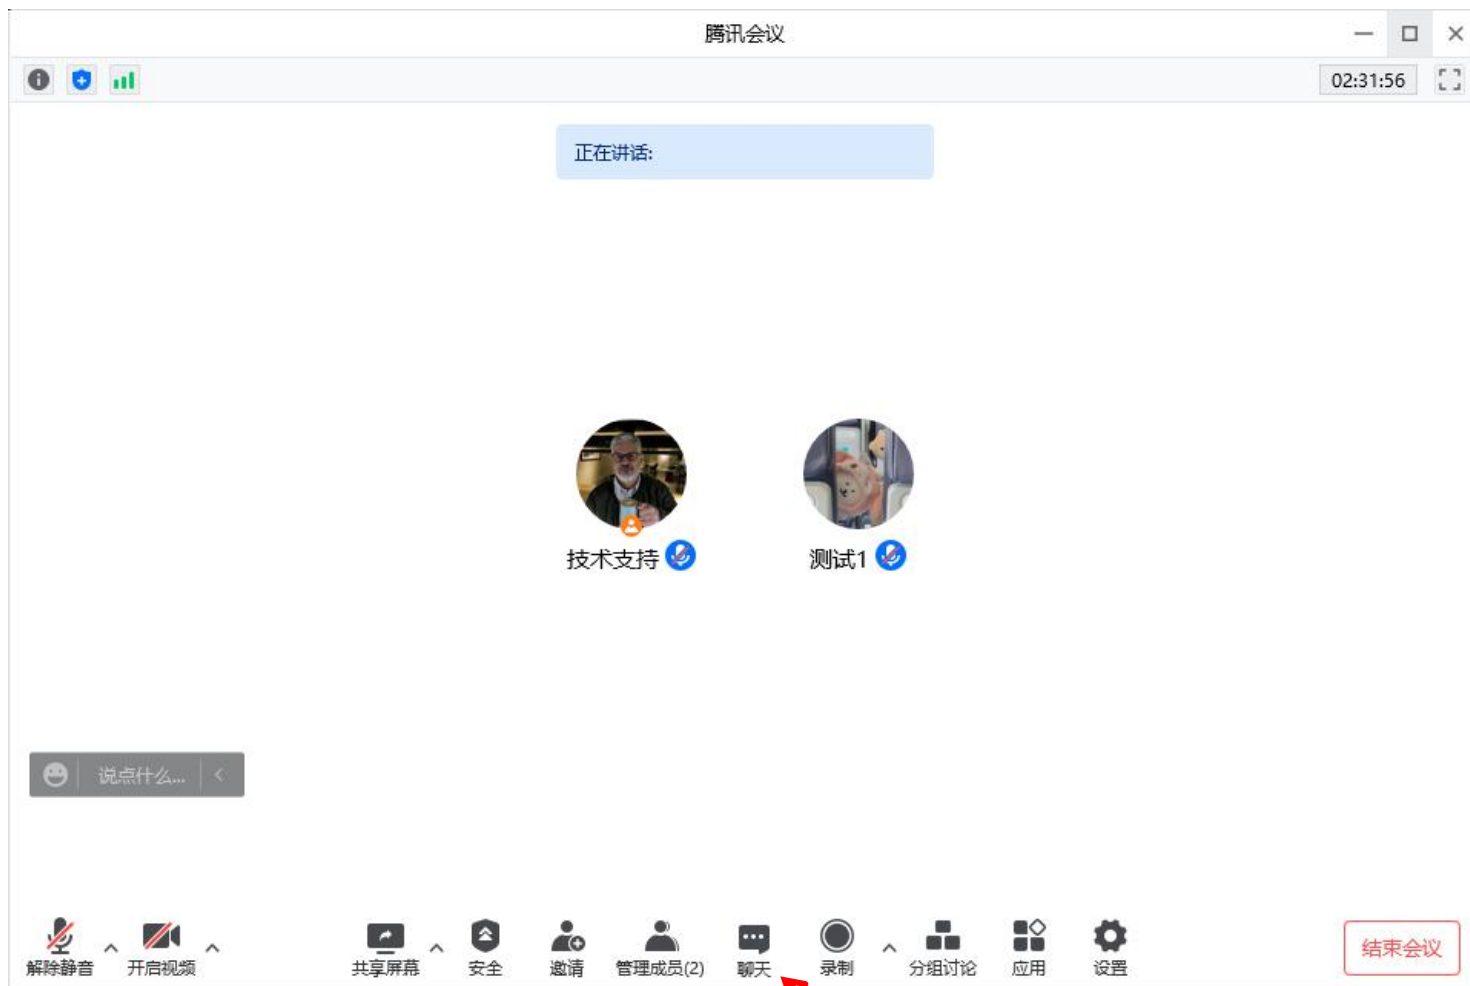 腾讯会议
02:31:56
正在讲话:
技术支持
测试1
说点什么...
解除静音
开启视频
共享屏幕
安全
邀请
管理成员(2)
聊天
录制
分组讨论
应用
设置
结束会议